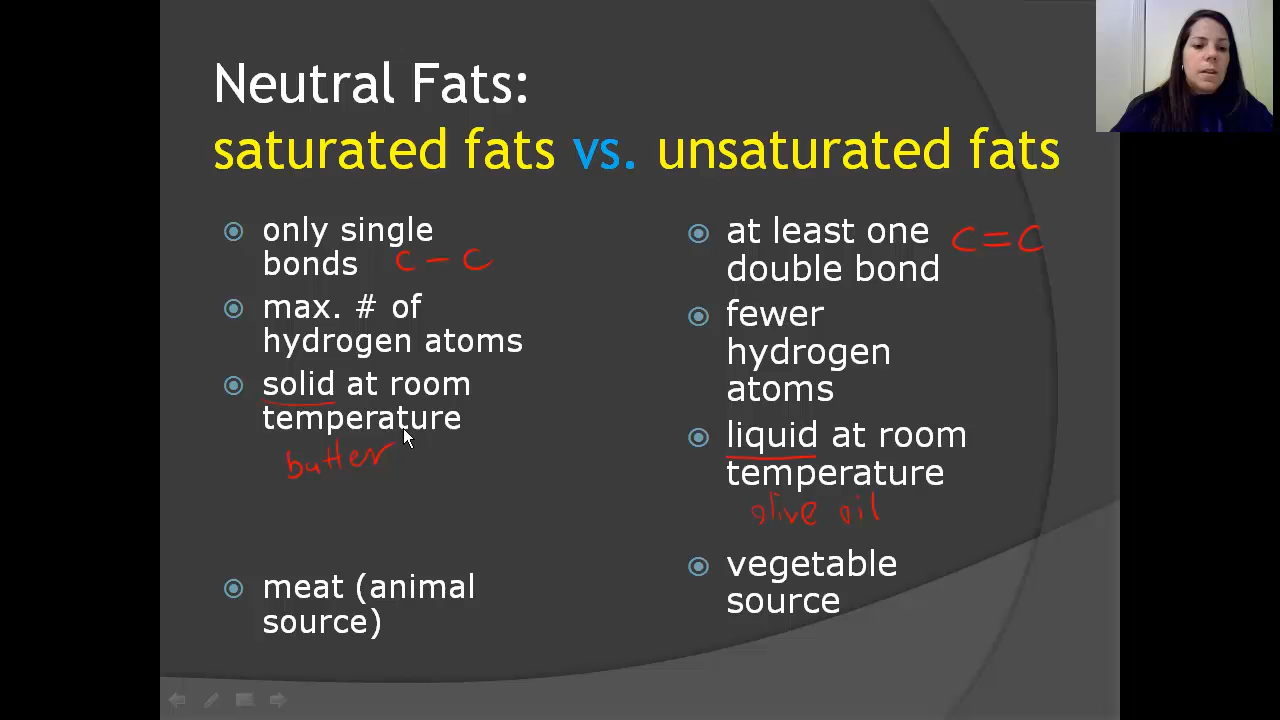 Neutral Fats:
saturated fats vs. unsaturated fats
only single
bonds C – C
max. # of
hydrogen atoms
solid at room
temperature
butter
meat (animal
source)
at least one C = C
double bond
fewer
hydrogen
atoms
liquid at room
temperature
olive oil
vegetable
source